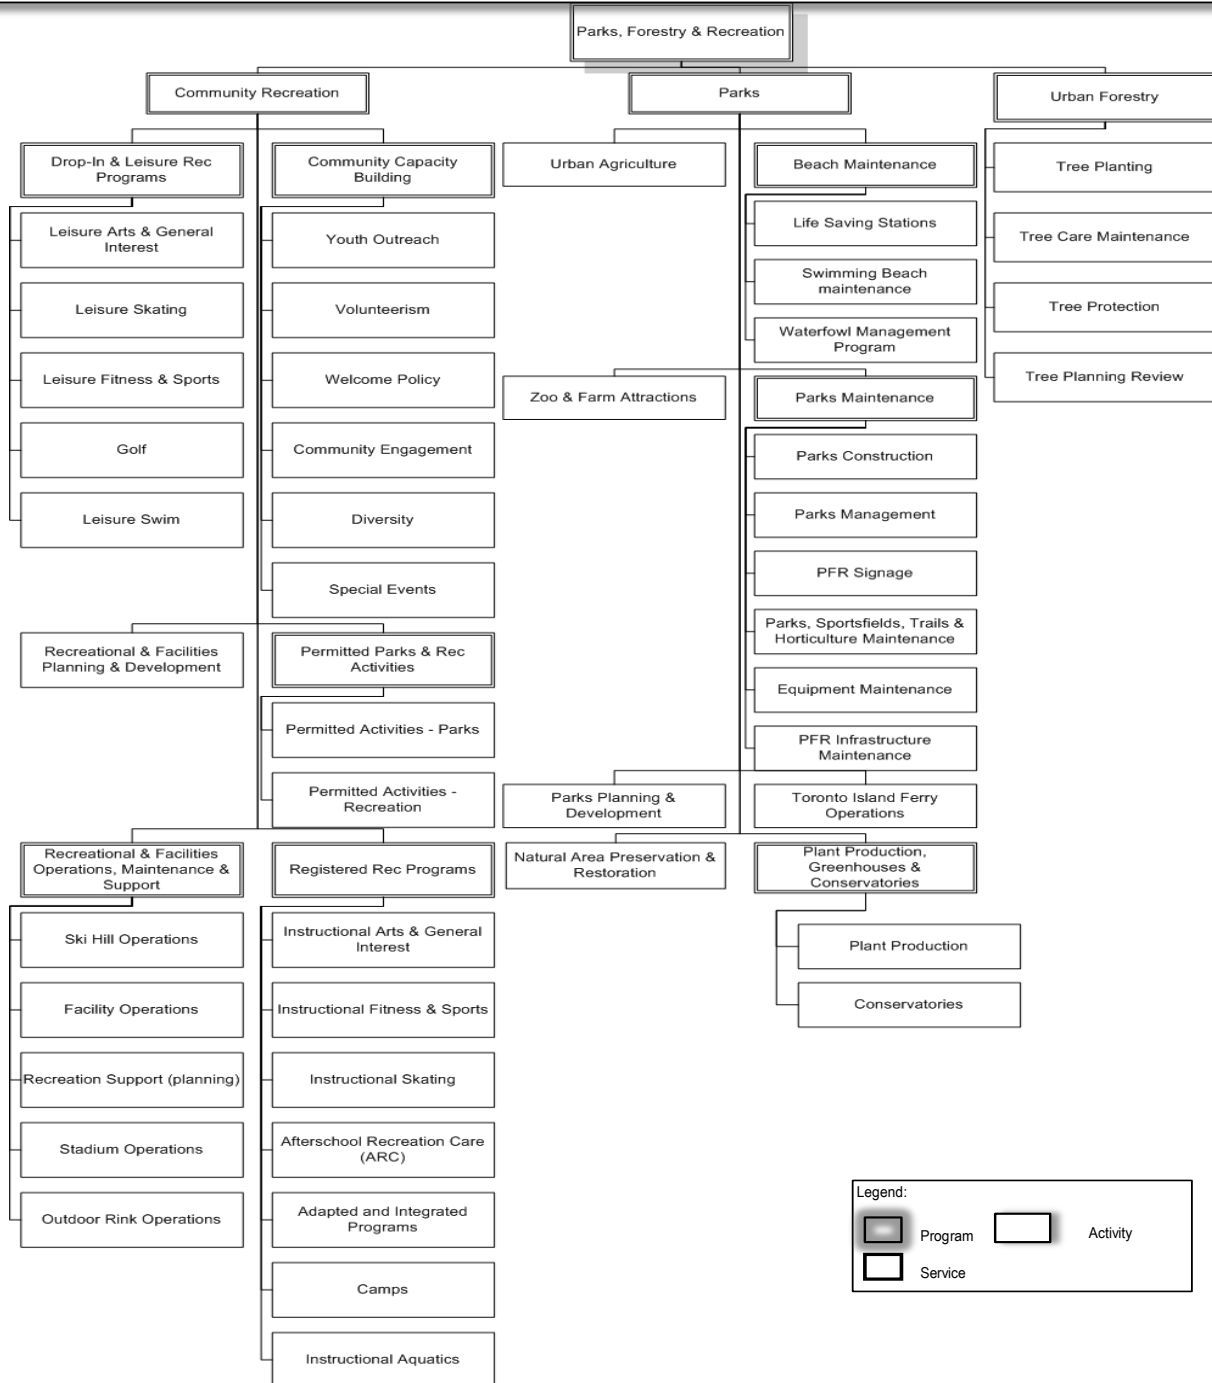 Parks, Forestry & Recreation
Community Recreation
Parks
Urban Forestry
Drop-In & Leisure Rec
Programs
Leisure Arts & General
Interest
Leisure Skating
Leisure Fitness & Sports
Golf
Leisure Swim
Community Capacity
Building
Youth Outreach
Volunteerism
Welcome Policy
Community Engagement
Diversity
Special Events
Recreational & Facilities
Planning & Development
Permitted Parks & Rec
Activities
Permitted Activities - Parks
Permitted Activities -
Recreation
Recreational & Facilities
Operations, Maintenance &
Support
Ski Hill Operations
Facility Operations
Recreation Support (planning)
Stadium Operations
Outdoor Rink Operations
Registered Rec Programs
Instructional Arts & General
Interest
Instructional Fitness & Sports
Instructional Skating
Afterschool Recreation Care
(ARC)
Adapted and Integrated
Programs
Camps
Instructional Aquatics
Urban Agriculture
Beach Maintenance
Life Saving Stations
Swimming Beach
maintenance
Waterfowl Management
Program
Zoo & Farm Attractions
Parks Maintenance
Parks Construction
Parks Management
PFR Signage
Parks, Sportsfields, Trails &
Horticulture Maintenance
Equipment Maintenance
PFR Infrastructure
Maintenance
Parks Planning &
Development
Toronto Island Ferry
Operations
Natural Area Preservation &
Restoration
Plant Production,
Greenhouses &
Conservatories
Plant Production
Conservatories
Tree Planting
Tree Care Maintenance
Tree Protection
Tree Planning Review
Legend:
Program
Activity
Service